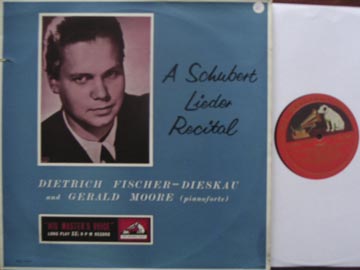 A Schubert
Lieder
Recital
DIETRICH FISCHER-DIESKAU
and GERALD MOORE (pianoforte)
"HIS MASTER'S VOICE"
LONG PLAY 33⅓ R·P·M RECORD